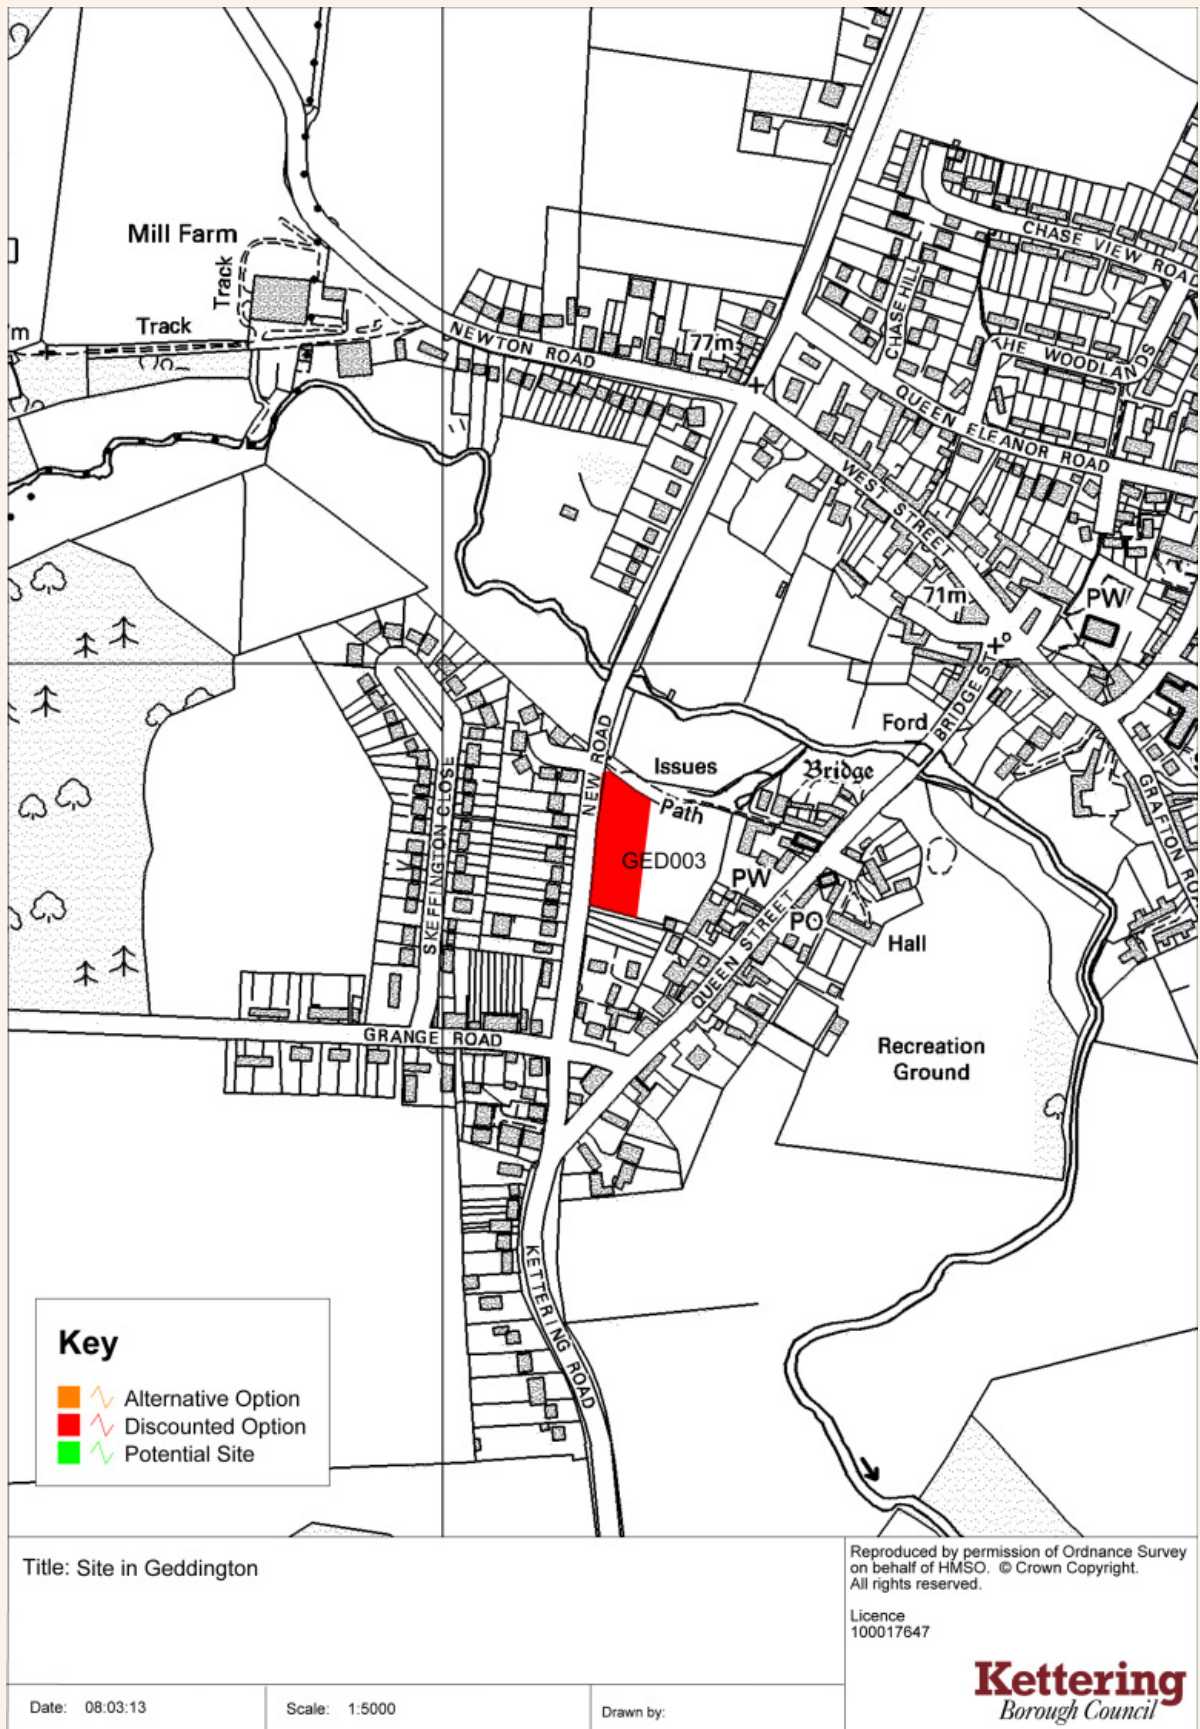 Mill Farm
Track
Track
m
NEWTON ROAD
77m
CHASE VIEW ROAD
CHASE HILL
THE WOODLANDS
QUEEN ELEANOR ROAD
WEST STREET
71m
PW
BRIDGE ST
Ford
NEW ROAD
Issues
Bridge
Path
GRAFTON RO
SKEFFINGTON CLOSE
GED003
PW
PO
QUEEN STREET
Hall
GRANGE ROAD
Recreation
Ground
KETTERING ROAD
Key
Alternative Option
Discounted Option
Potential Site
Title: Site in Geddington
Reproduced by permission of Ordnance Survey
on behalf of HMSO. © Crown Copyright.
All rights reserved.
Licence
100017647
Kettering
Borough Council
Date: 08:03:13
Scale: 1:5000
Drawn by: